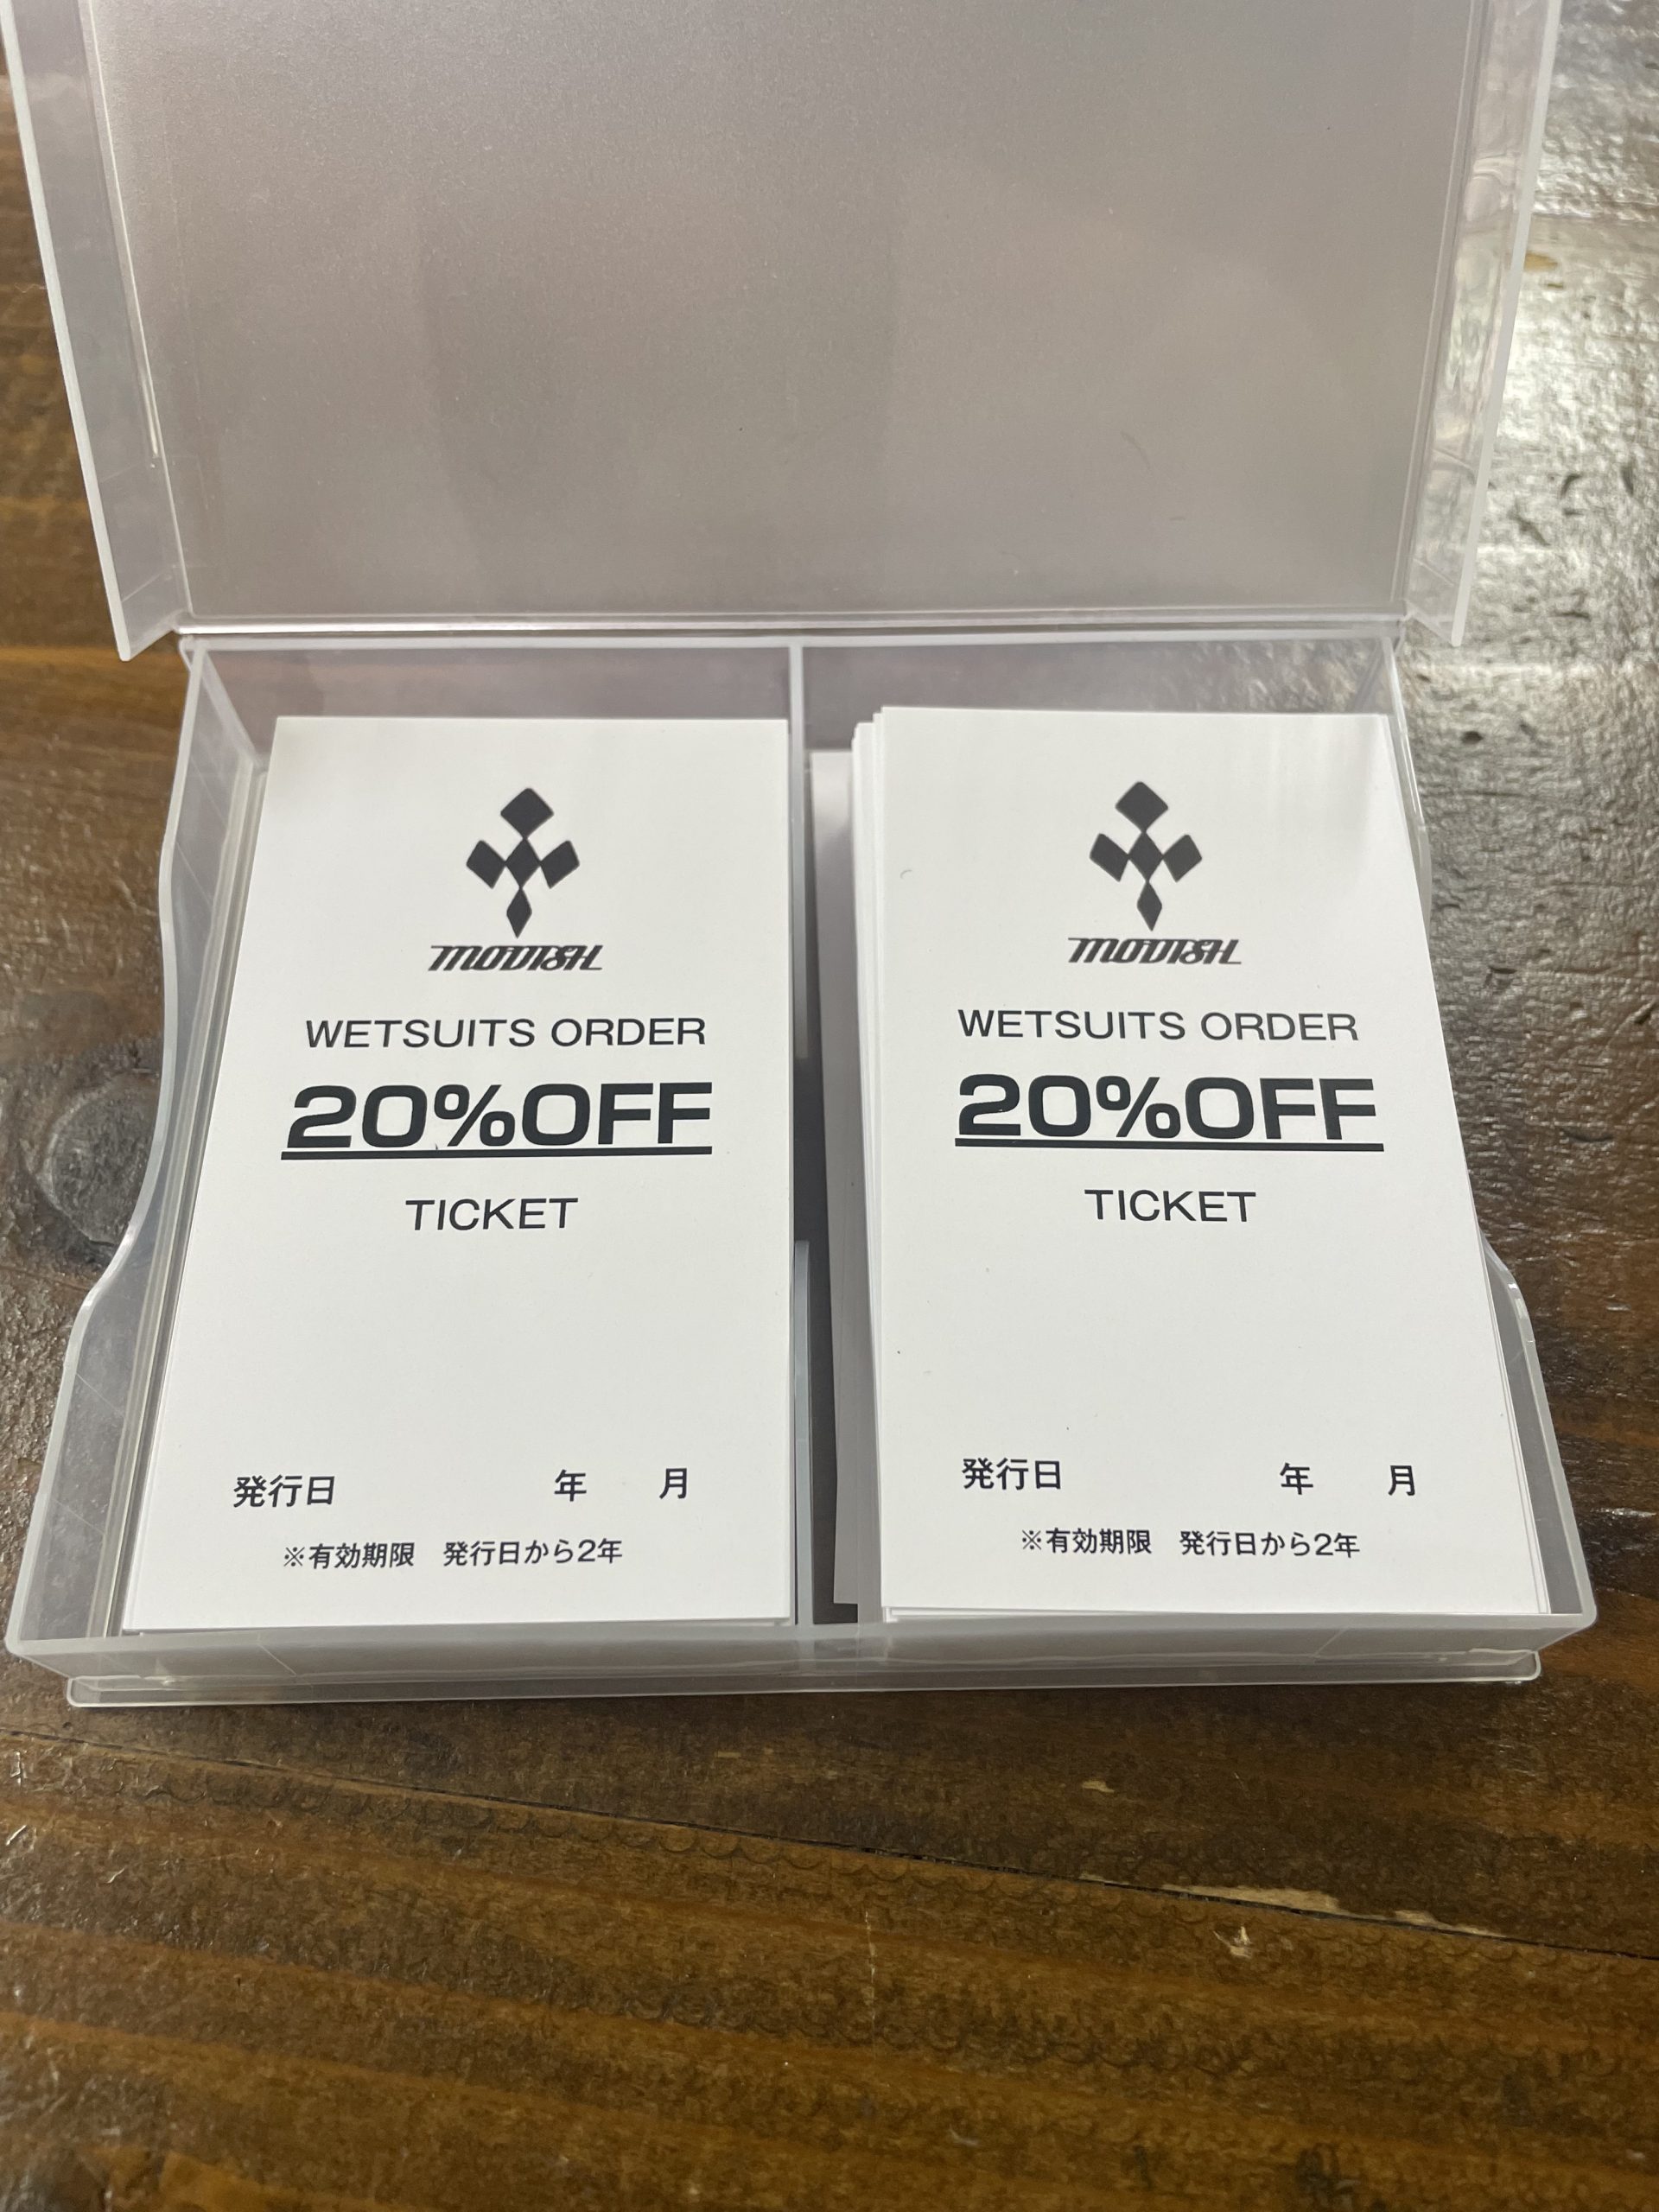 MODISH
WETSUITS ORDER
20%OFF
TICKET
発行日 年 月
※有効期限 発行日から2年
MODISH
WETSUITS ORDER
20%OFF
TICKET
発行日 年 月
※有効期限 発行日から2年